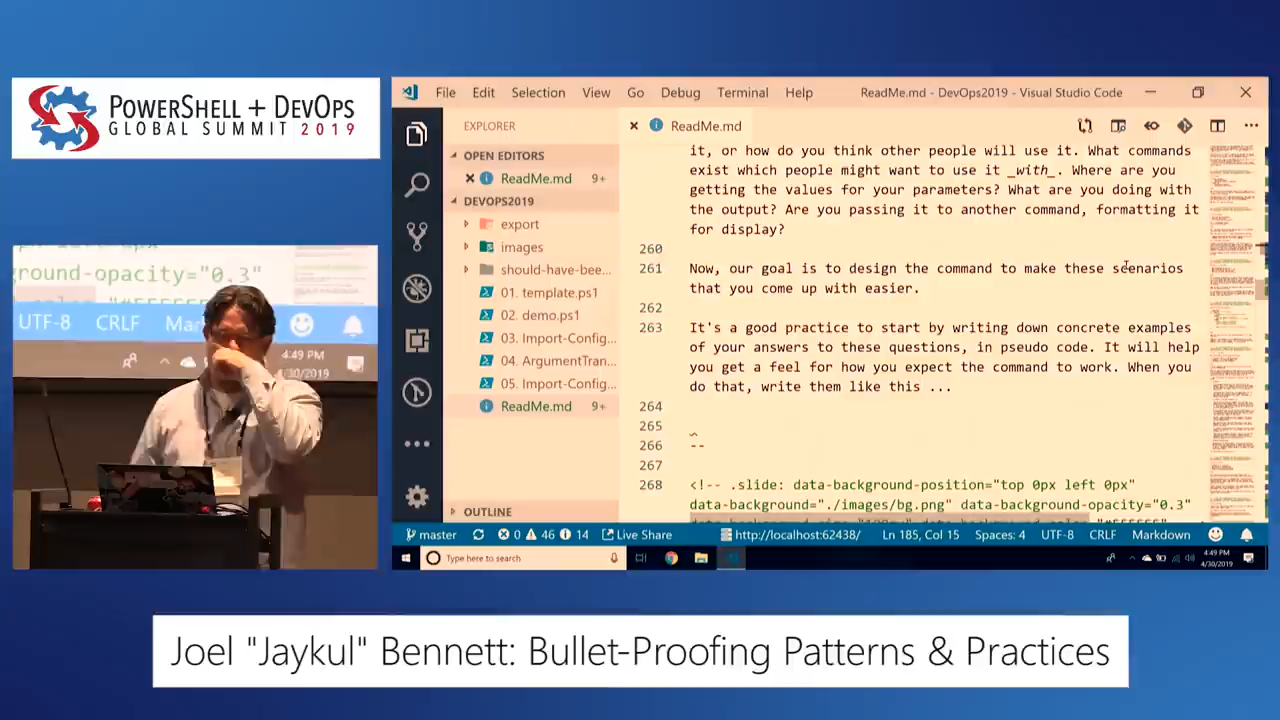 POWERSHELL + DEVOPS
GLOBAL SUMMIT 2019
File Edit Selection View Go Debug Terminal Help ReadMe.md - DevOps2019 - Visual Studio Code
EXPLORER
OPEN EDITORS
ReadMe.md 9+
DEVOPS2019
export
images
should-have-bee...
01. template.ps1
02. demo.ps1
03. Import-Config...
04. ArgumentTran...
05. Import-Config...
ReadMe.md 9+
OUTLINE
ReadMe.md
it, or how do you think other people will use it. What commands
exist which people might want to use it _with_. Where are you
getting the values for your parameters? What are you doing with
the output? Are you passing it to another command, formatting it
for display?
260
261 Now, our goal is to design the command to make these scenarios
that you come up with easier.
262
263 It's a good practice to start by writing down concrete examples
of your answers to these questions, in pseudo code. It will help
you get a feel for how you expect the command to work. When you
do that, write them like this ...
264
265
266 --
267
268 <!-- .slide: data-background-position="top 0px left 0px"
data-background="./images/bg.png" data-background-opacity="0.3"
master 0 46 14 Live Share http://localhost:62438/ Ln 185, Col 15 Spaces: 4 UTF-8 CRLF Markdown
Type here to search
4:49 PM
4/30/2019
ground-opacity="0.3"
UTF-8 CRLF
4:49 PM
4/30/2019
Joel "Jaykul" Bennett: Bullet-Proofing Patterns & Practices